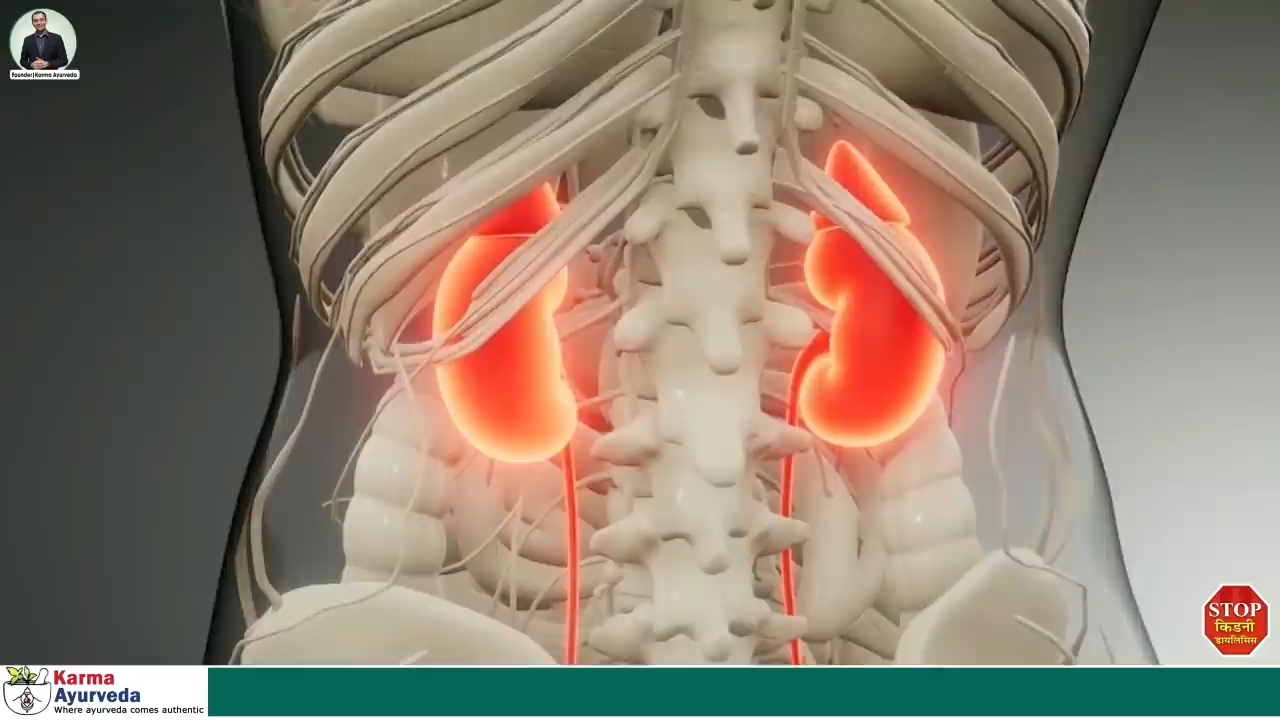 Founder|Karma Ayurveda
STOP
किडनी
डायलिसिस
Karma
Ayurveda
Where ayurveda comes authentic